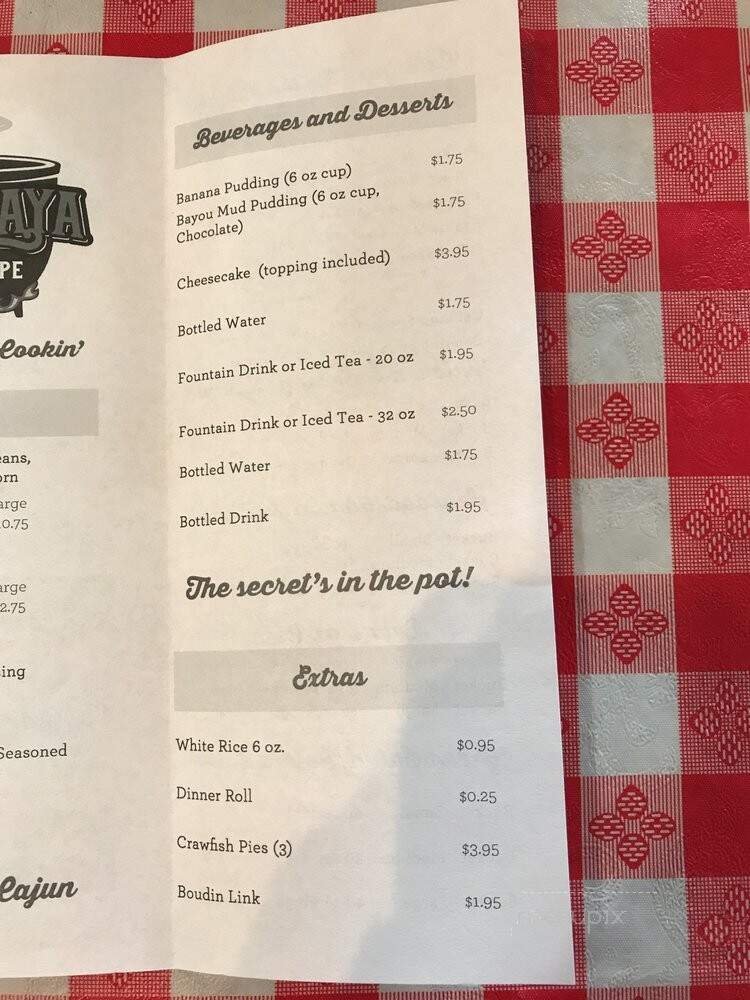 AYA
PE
Cookin'
eans,
orn
arge
0.75
arge
2.75
ing
Seasoned
Cajun
Beverages and Desserts
Banana Pudding (6 oz cup) $1.75
Bayou Mud Pudding (6 oz cup, $1.75
Chocolate)
Cheesecake (topping included) $3.95
Bottled Water $1.75
Fountain Drink or Iced Tea - 20 oz $1.95
Fountain Drink or Iced Tea - 32 oz $2.50
Bottled Water $1.75
Bottled Drink $1.95
The secret's in the pot!
Extras
White Rice 6 oz. $0.95
Dinner Roll $0.25
Crawfish Pies (3) $3.95
Boudin Link $1.95
menupix